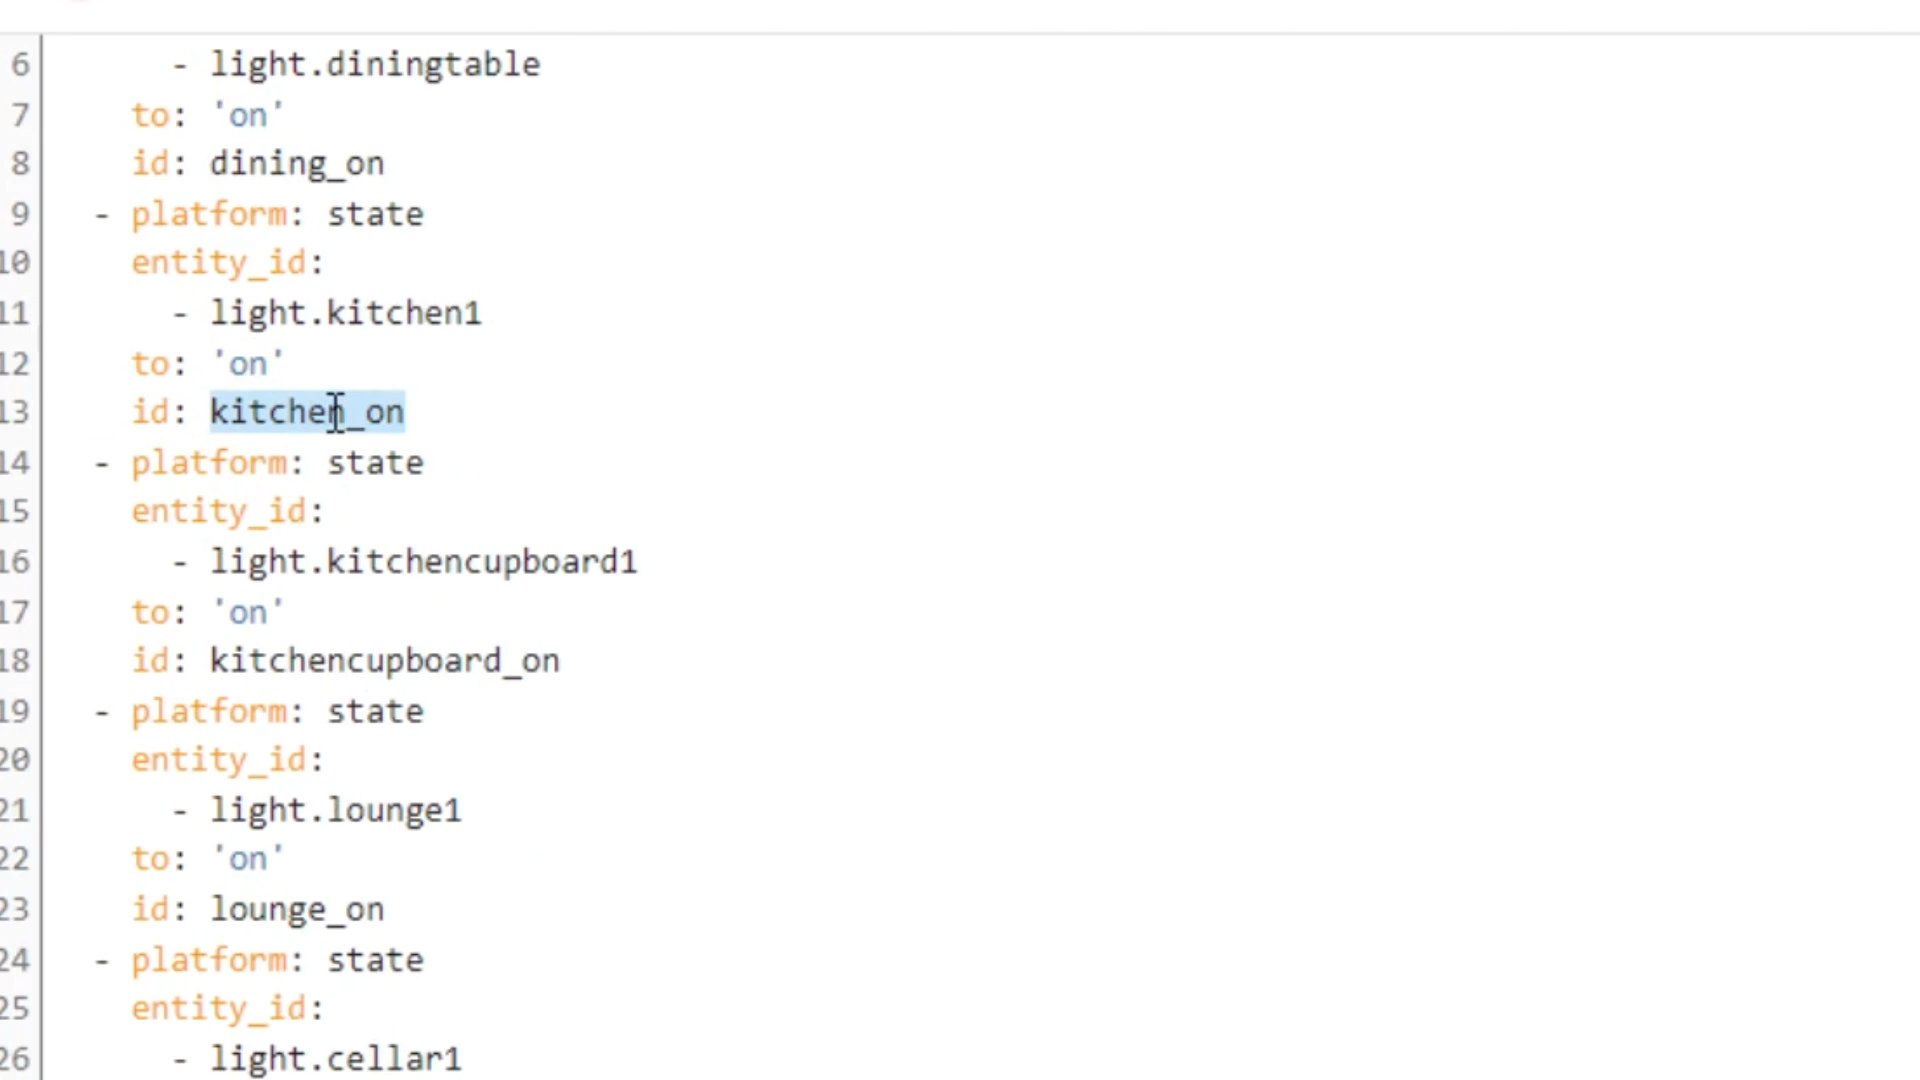 6 - light.diningtable
7 to: 'on'
8 id: dining_on
9 - platform: state
10 entity_id:
11 - light.kitchen1
12 to: 'on'
13 id: kitchen_on
14 - platform: state
15 entity_id:
16 - light.kitchencupboard1
17 to: 'on'
18 id: kitchencupboard_on
19 - platform: state
20 entity_id:
21 - light.lounge1
22 to: 'on'
23 id: lounge_on
24 - platform: state
25 entity_id:
26 - light.cellar1